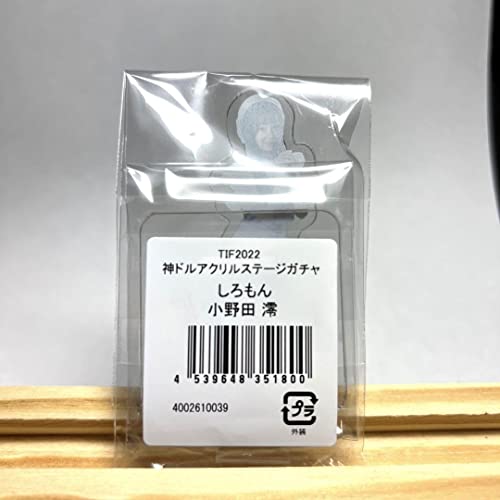 TIF2022
神ドルアクリルステージガチャ
しろもん
小野田 澪
4 539648 351800
4002610039
プラ
外装